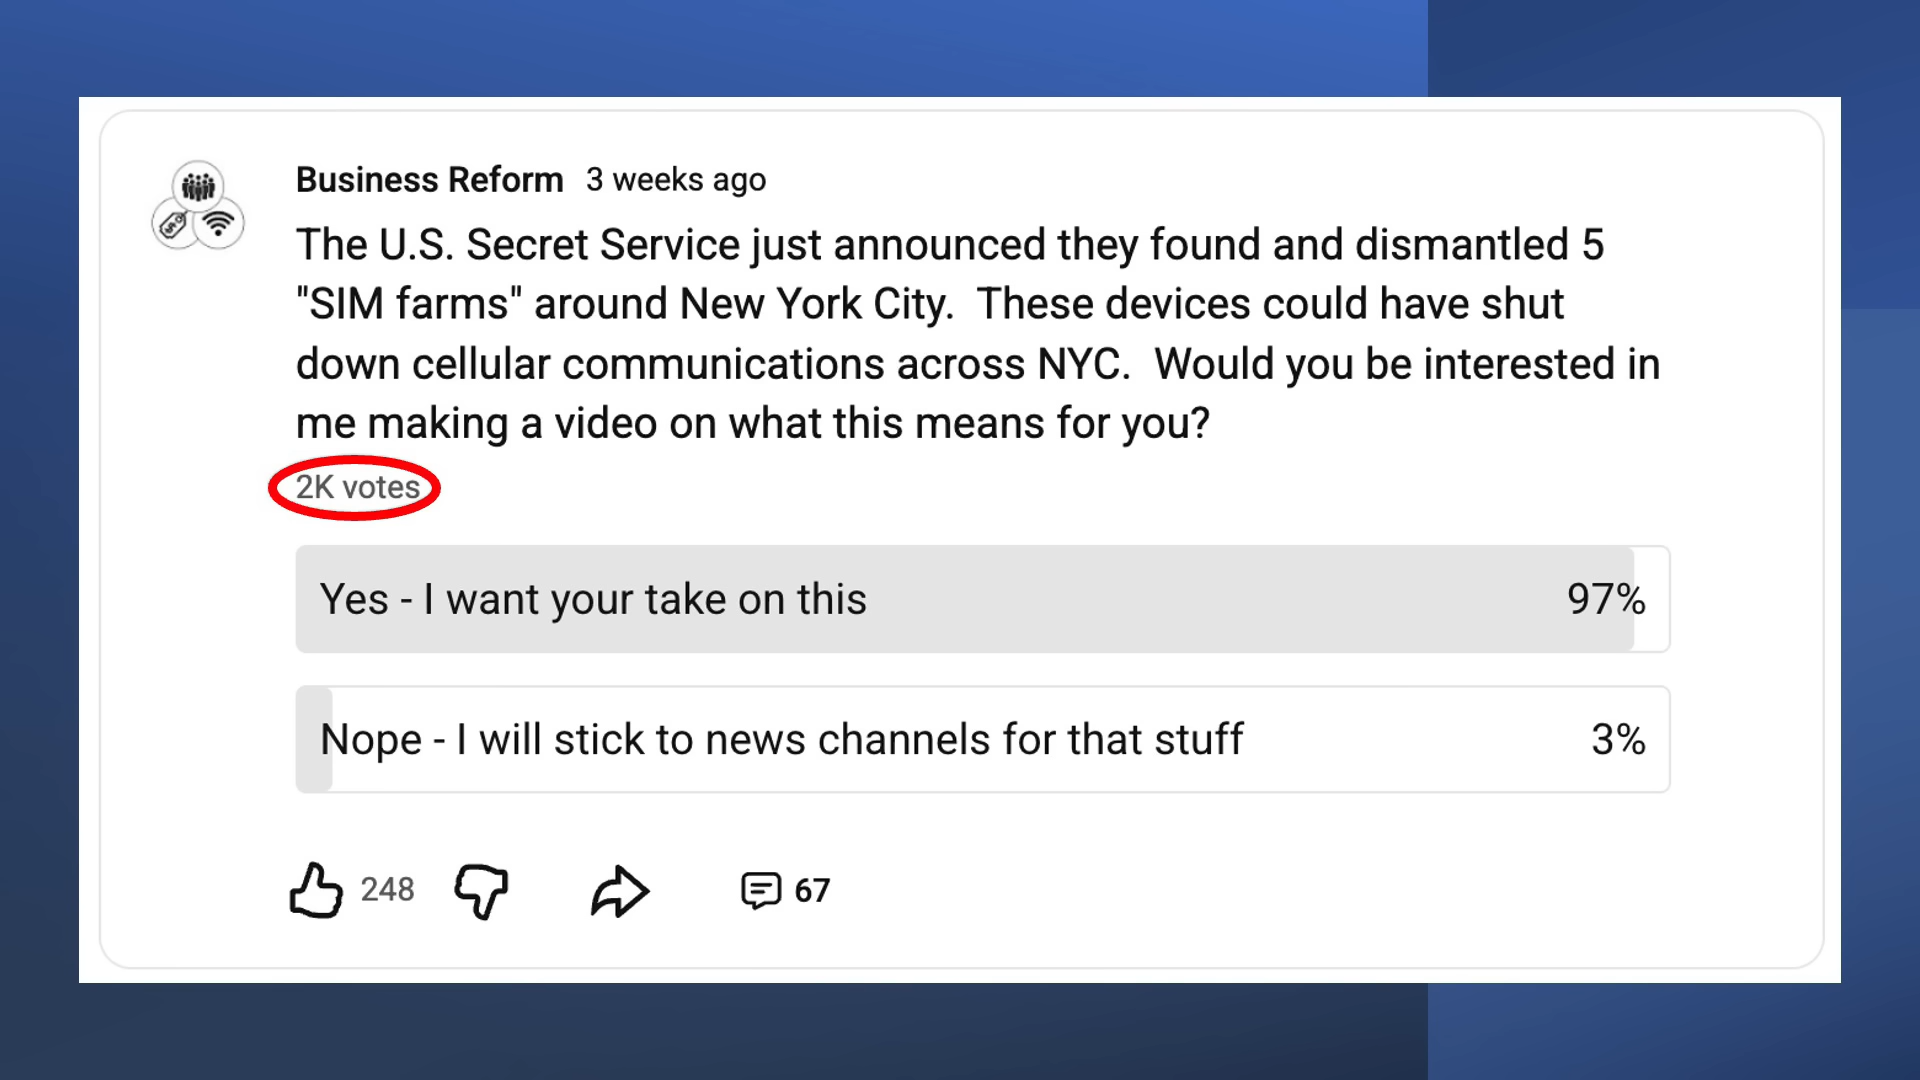 Business Reform 3 weeks ago
The U.S. Secret Service just announced they found and dismantled 5
"SIM farms" around New York City.  These devices could have shut
down cellular communications across NYC.  Would you be interested in
me making a video on what this means for you?
2K votes
Yes - I want your take on this 97%
Nope - I will stick to news channels for that stuff 3%
248 67